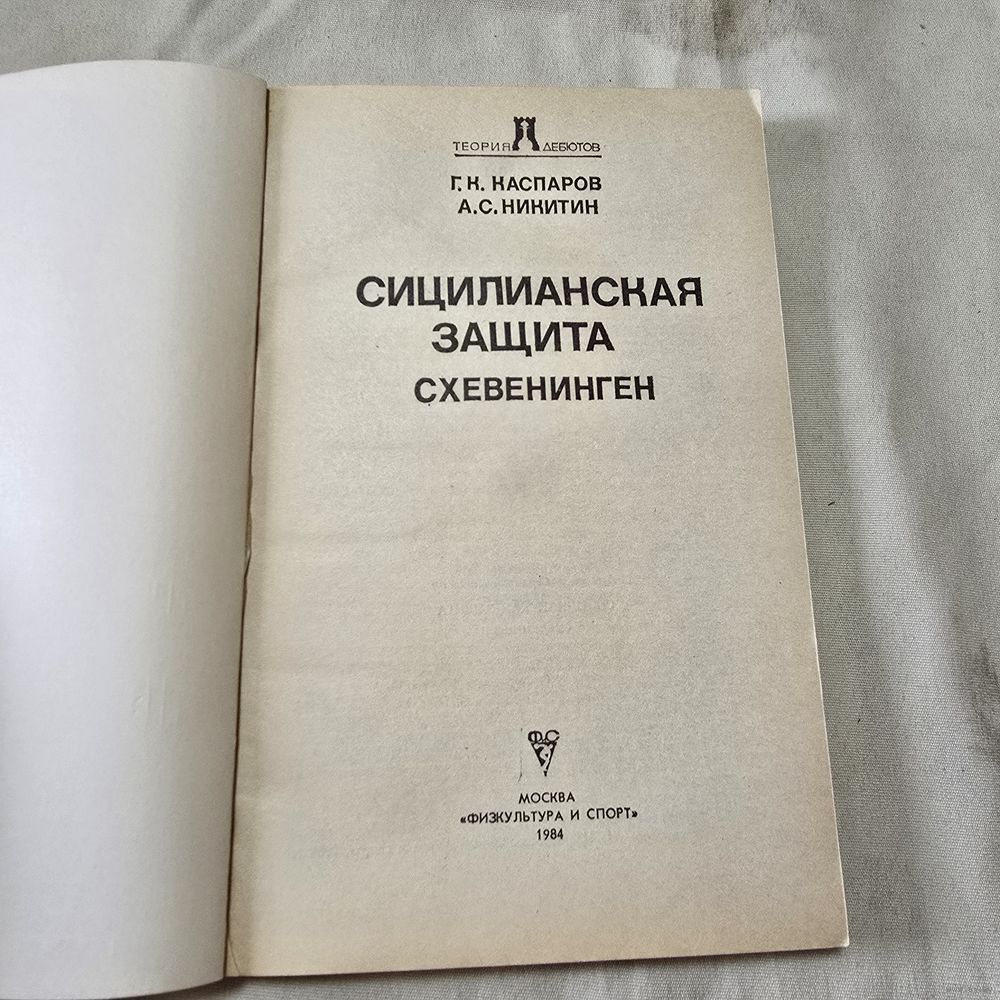 ТЕОРИЯ ДЕБЮТОВ
Г. К. КАСПАРОВ
А. С. НИКИТИН
СИЦИЛИАНСКАЯ
ЗАЩИТА
СХЕВЕНИНГЕН
ФиС
МОСКВА
«ФИЗКУЛЬТУРА И СПОРТ»
1984